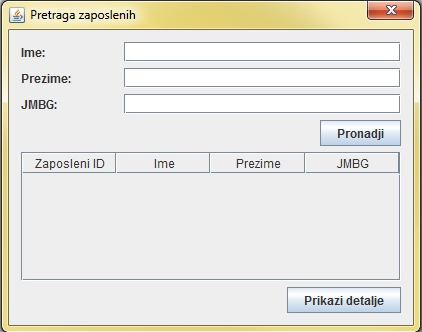 Pretraga zaposlenih
Ime:
Prezime:
JMBG:
Pronadji
Zaposleni ID Ime Prezime JMBG
Prikazi detalje